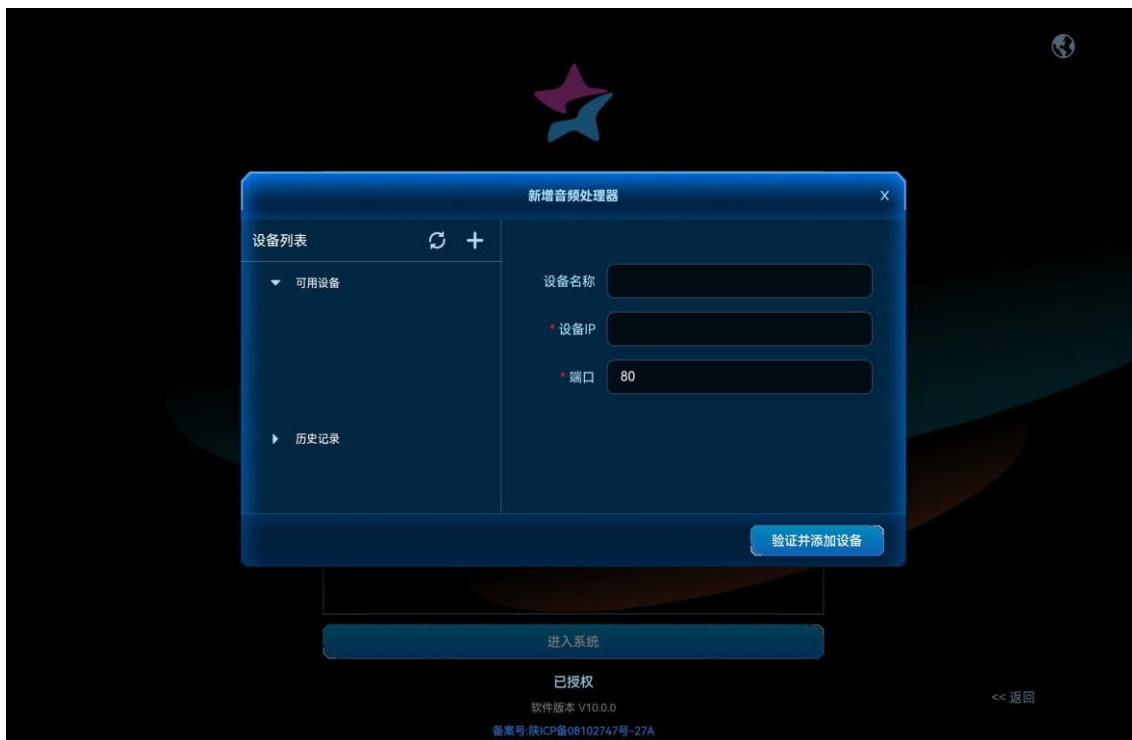 新增音频处理器 X
设备列表
可用设备
历史记录
设备名称
* 设备IP
* 端口 80
验证并添加设备
进入系统
已授权
软件版本 V10.0.0
<< 返回
备案号:陕ICP备08102747号-27A